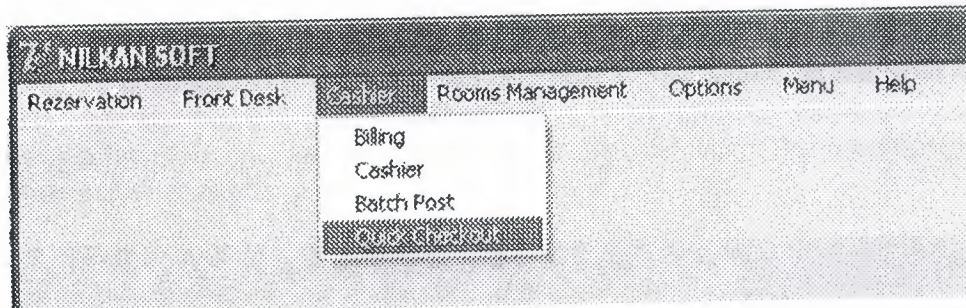 NILKAN SOFT
Rezervation Front Desk Cashier Rooms Management Options Menu Help
Billing
Cashier
Batch Post
Quick Checkout